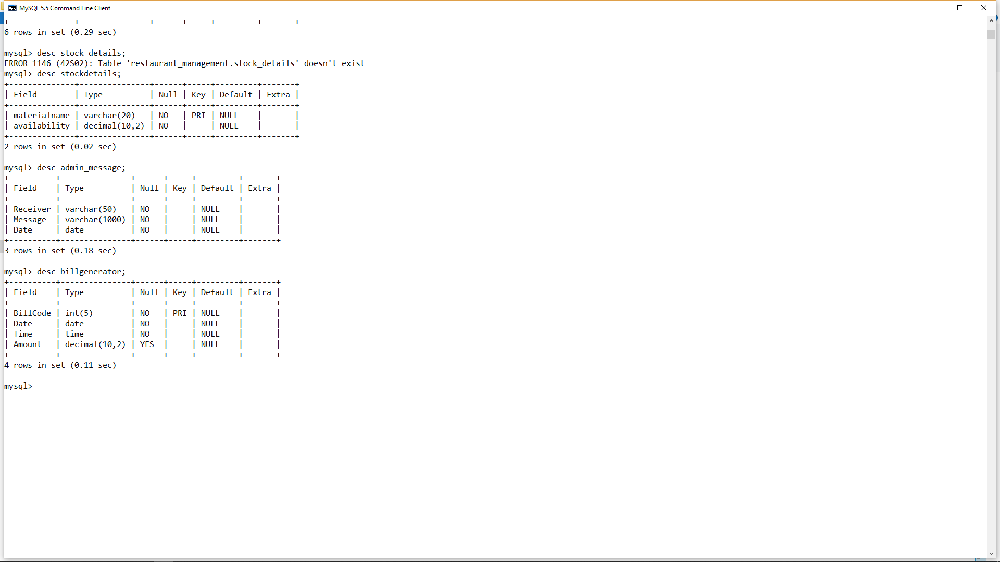 MySQL 5.5 Command Line Client
+--------------+---------------+------+-----+---------+-------+
6 rows in set (0.29 sec)

mysql> desc stock_details;
ERROR 1146 (42S02): Table 'restaurant_management.stock_details' doesn't exist
mysql> desc stockdetails;
+--------------+---------------+------+-----+---------+-------+
| Field        | Type          | Null | Key | Default | Extra |
+--------------+---------------+------+-----+---------+-------+
| materialname | varchar(20)   | NO   | PRI | NULL    |       |
| availability | decimal(10,2) | NO   |     | NULL    |       |
+--------------+---------------+------+-----+---------+-------+
2 rows in set (0.02 sec)

mysql> desc admin_message;
+----------+---------------+------+-----+---------+-------+
| Field    | Type          | Null | Key | Default | Extra |
+----------+---------------+------+-----+---------+-------+
| Receiver | varchar(50)   | NO   |     | NULL    |       |
| Message  | varchar(1000) | NO   |     | NULL    |       |
| Date     | date          | NO   |     | NULL    |       |
+----------+---------------+------+-----+---------+-------+
3 rows in set (0.18 sec)

mysql> desc billgenerator;
+----------+---------------+------+-----+---------+-------+
| Field    | Type          | Null | Key | Default | Extra |
+----------+---------------+------+-----+---------+-------+
| BillCode | int(5)        | NO   | PRI | NULL    |       |
| Date     | date          | NO   |     | NULL    |       |
| Time     | time          | NO   |     | NULL    |       |
| Amount   | decimal(10,2) | YES  |     | NULL    |       |
+----------+---------------+------+-----+---------+-------+
4 rows in set (0.11 sec)

mysql>